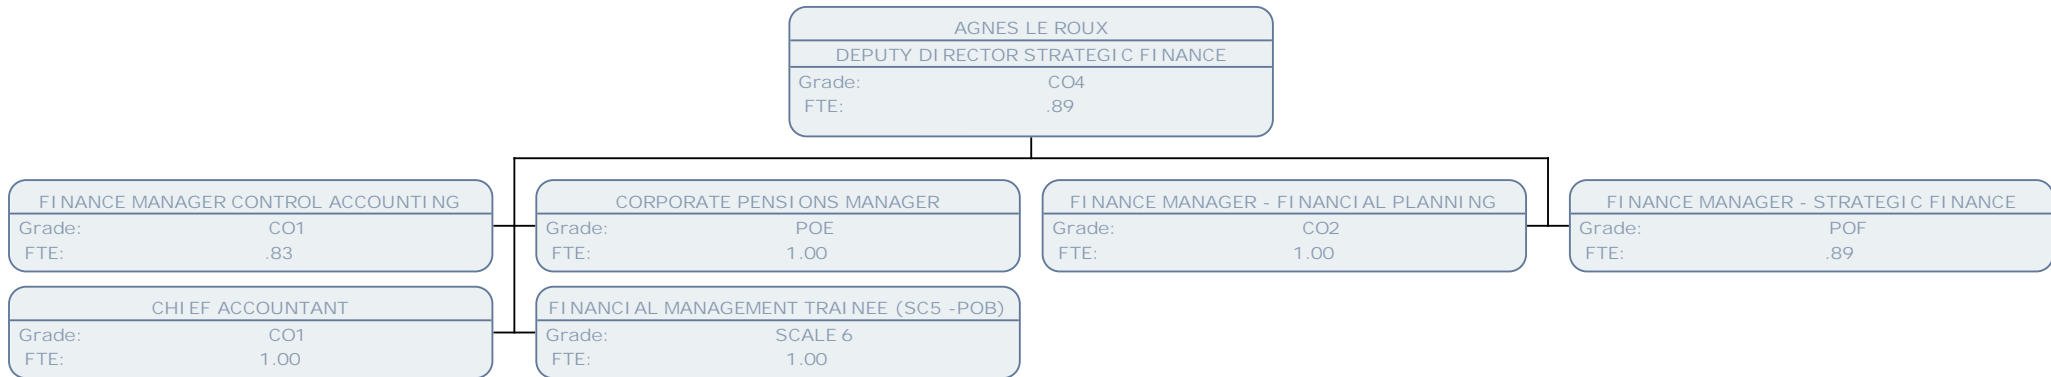 AGNES LE ROUX
DEPUTY DIRECTOR STRATEGIC FINANCE
Grade: CO4
FTE: .89
FINANCE MANAGER CONTROL ACCOUNTING
Grade: CO1
FTE: .83
CORPORATE PENSIONS MANAGER
Grade: POE
FTE: 1.00
FINANCE MANAGER - FINANCIAL PLANNING
Grade: CO2
FTE: 1.00
FINANCE MANAGER - STRATEGIC FINANCE
Grade: POF
FTE: .89
CHIEF ACCOUNTANT
Grade: CO1
FTE: 1.00
FINANCIAL MANAGEMENT TRAINEE (SC5 -POB)
Grade: SCALE 6
FTE: 1.00